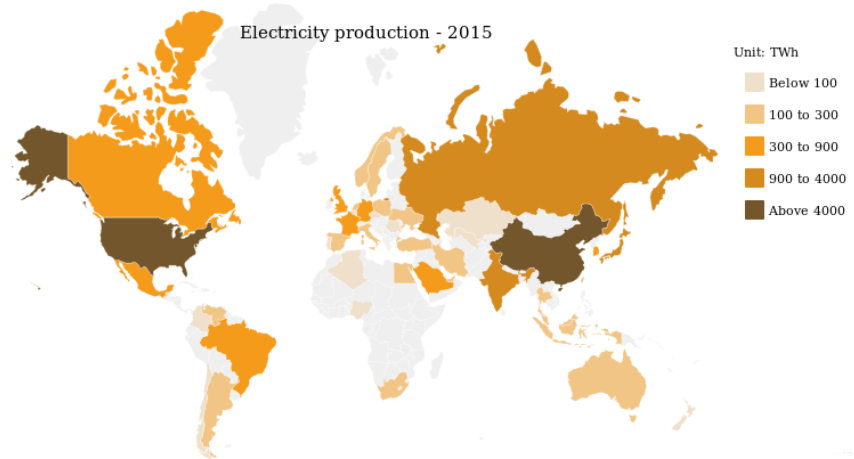 Electricity production - 2015
Unit: TWh
Below 100
100 to 300
300 to 900
900 to 4000
Above 4000